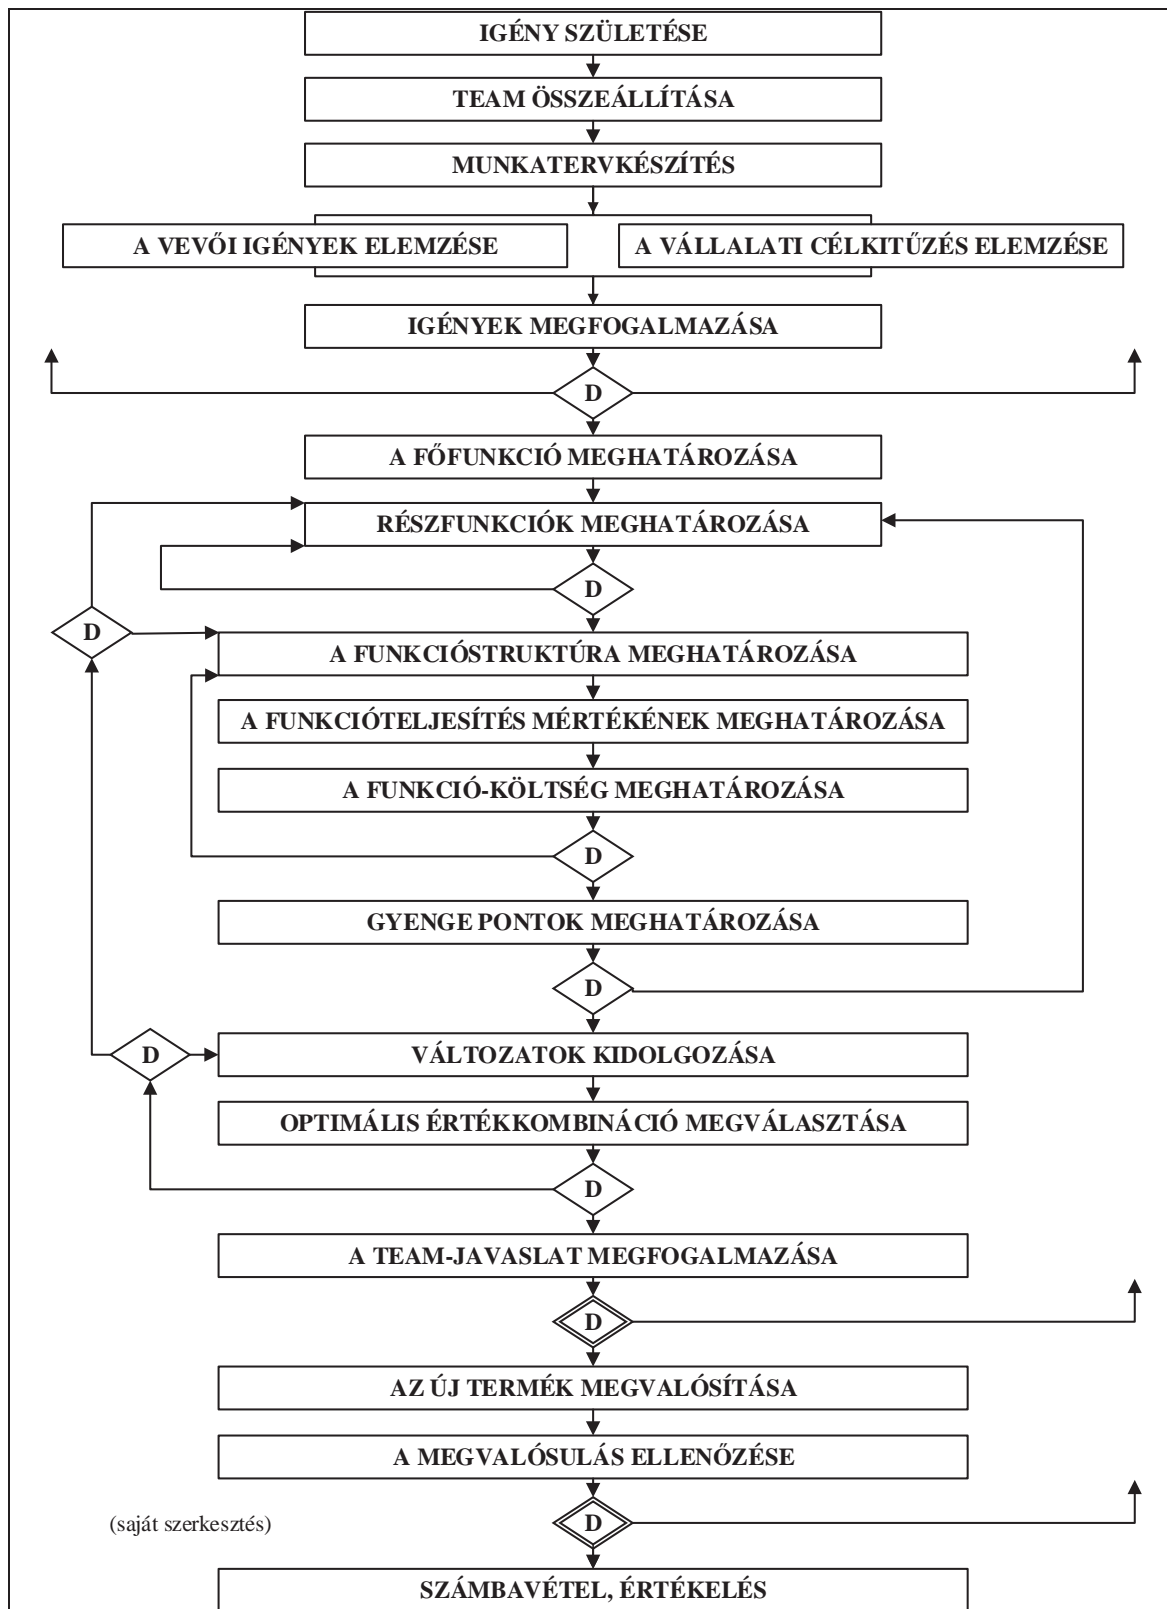 IGÉNY SZÜLETÉSE
TEAM ÖSSZEÁLLÍTÁSA
MUNKATERVKÉSZÍTÉS
A VEVŐI IGÉNYEK ELEMZÉSE
A VÁLLALATI CÉLKITŰZÉS ELEMZÉSE
IGÉNYEK MEGFOGALMAZÁSA
D
A FŐFUNKCIÓ MEGHATÁROZÁSA
RÉSZFUNKCIÓK MEGHATÁROZÁSA
D
D
A FUNKCIÓSTRUKTÚRA MEGHATÁROZÁSA
A FUNKCIÓTELJESÍTÉS MÉRTÉKÉNEK MEGHATÁROZÁSA
A FUNKCIÓ-KÖLTSÉG MEGHATÁROZÁSA
D
GYENGE PONTOK MEGHATÁROZÁSA
D
D
VÁLTOZATOK KIDOLGOZÁSA
OPTIMÁLIS ÉRTÉKKOMBINÁCIÓ MEGVÁLASZTÁSA
D
A TEAM-JAVASLAT MEGFOGALMAZÁSA
D
AZ ÚJ TERMÉK MEGVALÓSÍTÁSA
A MEGVALÓSULÁS ELLENŐZÉSE
(saját szerkesztés)
D
SZÁMBAVÉTEL, ÉRTÉKELÉS